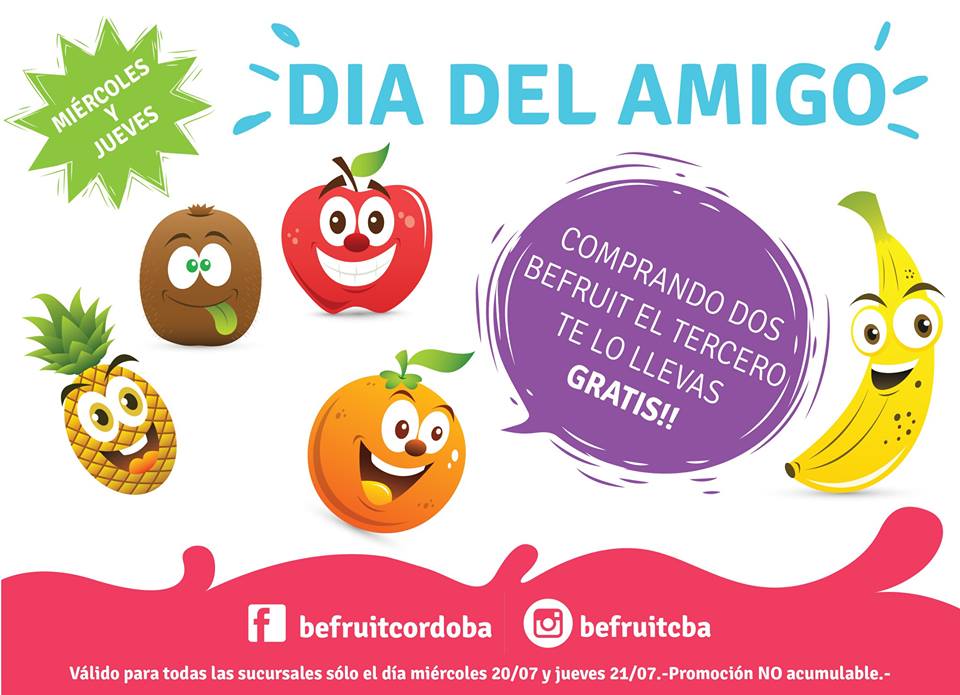 MIÉRCOLES
Y
JUEVES
DIA DEL AMIGO
COMPRANDO DOS
BEFRUIT EL TERCERO
TE LO LLEVAS
GRATIS!!
befruitcordoba
befruitcba
Válido para todas las sucursales sólo el día miércoles 20/07 y jueves 21/07.-Promoción NO acumulable.-